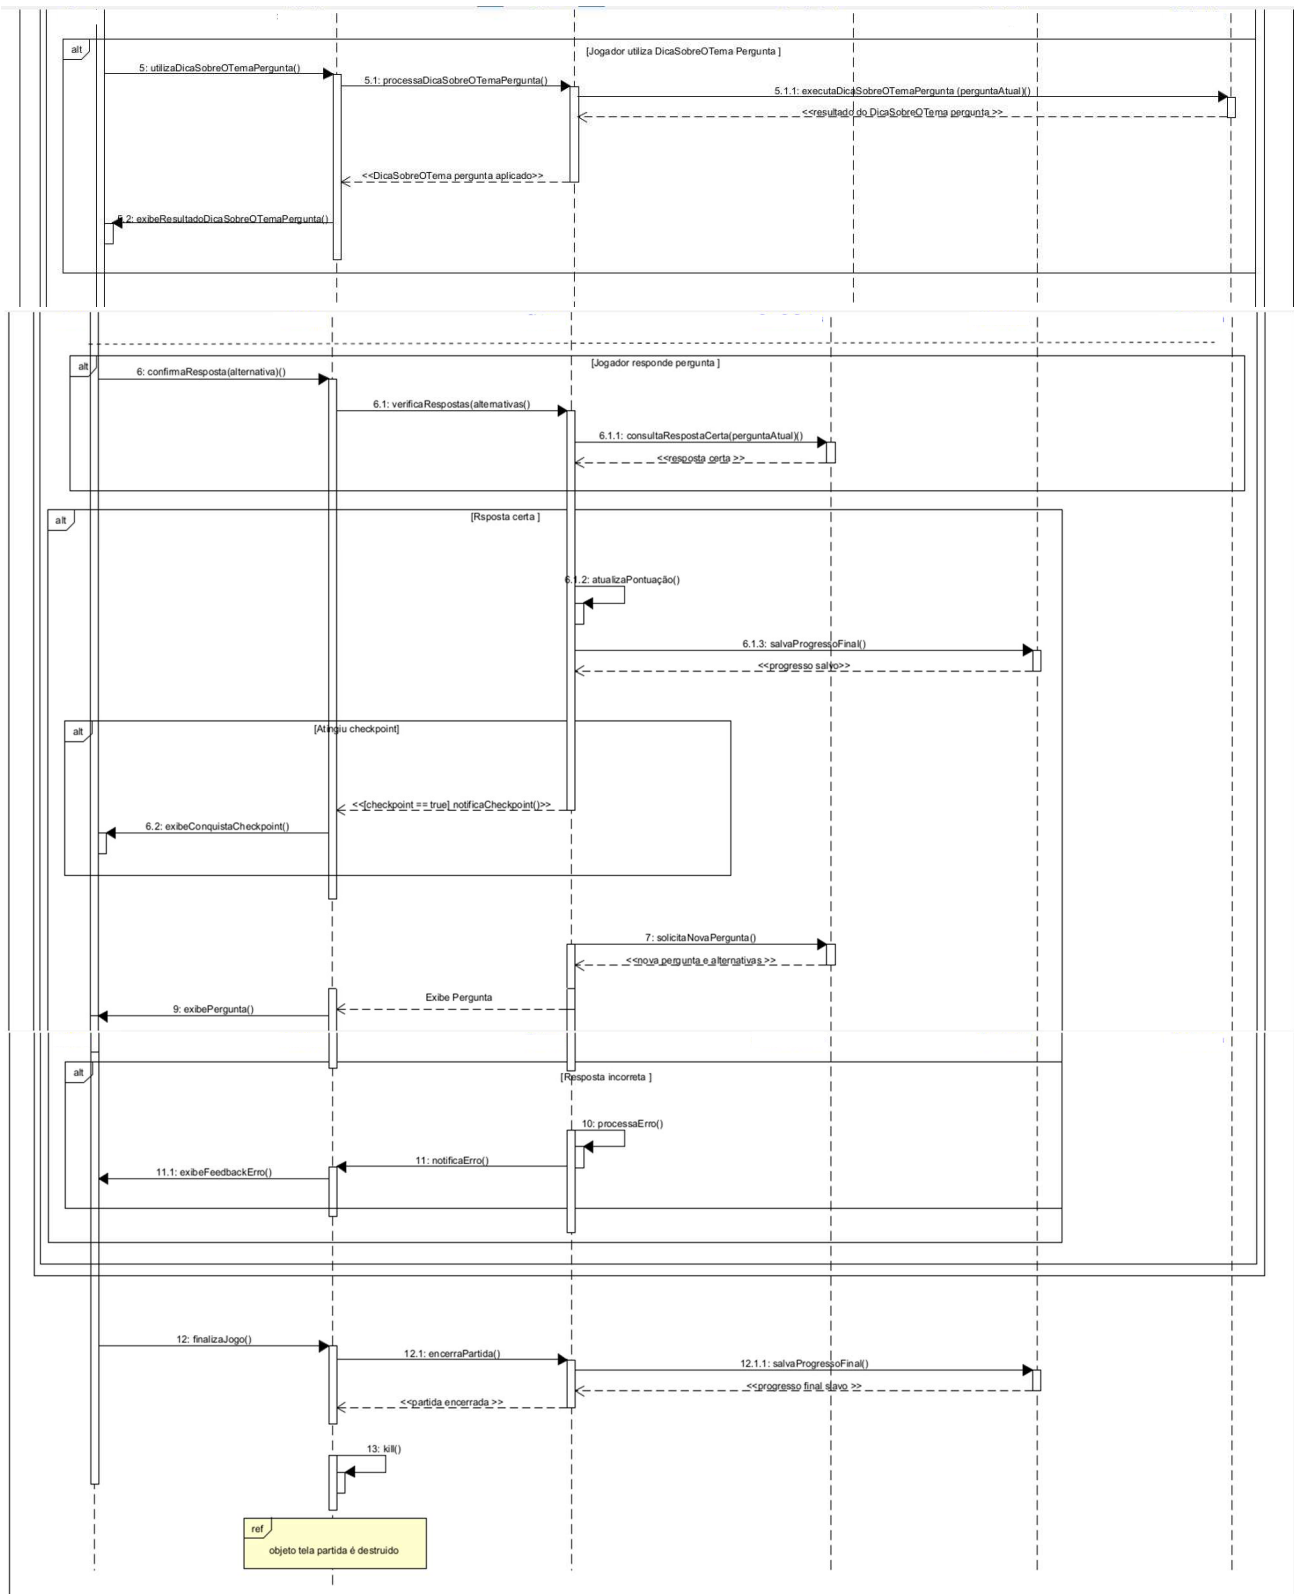 alt
[Jogador utiliza DicaSobreOTema Pergunta ]
5: utilizaDicaSobreOTemaPergunta()
5.1: processaDicaSobreOTemaPergunta()
5.1.1: executaDicaSobreOTemaPergunta (perguntaAtual)()
<<resultado do DicaSobreOTema pergunta >>
<<DicaSobreOTema pergunta aplicado>>
5.2: exibeResultadoDicaSobreOTemaPergunta()
alt
[Jogador responde pergunta ]
6: confirmaResposta(alternativa)()
6.1: verificaRespostas(alternativas()
6.1.1: consultaRespostaCerta(perguntaAtual)()
<<resposta certa >>
alt
[Rsposta certa ]
6.1.2: atualizaPontuação()
6.1.3: salvaProgressoFinal()
<<progresso salvo>>
alt
[Atingiu checkpoint]
<<[checkpoint == true] notificaCheckpoint()>>
6.2: exibeConquistaCheckpoint()
7: solicitaNovaPergunta()
<<nova pergunta e alternativas >>
Exibe Pergunta
9: exibePergunta()
alt
[Resposta incorreta ]
10: processaErro()
11: notificaErro()
11.1: exibeFeedbackErro()
12: finalizaJogo()
12.1: encerraPartida()
12.1.1: salvaProgressoFinal()
<<progresso final slavo >>
<<partida encerrada >>
13: kill()
ref
objeto tela partida é destruido